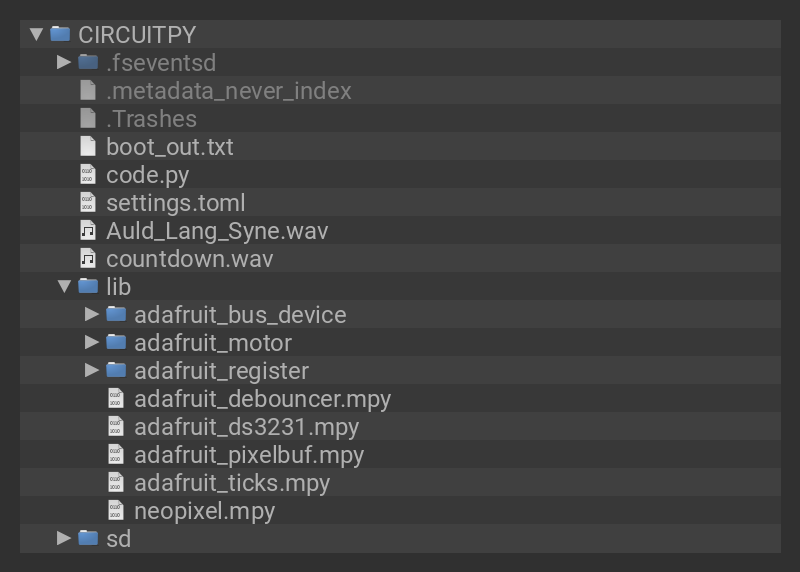 CIRCUITPY
.fseventsd
.metadata_never_index
.Trashes
boot_out.txt
code.py
settings.toml
Auld_Lang_Syne.wav
countdown.wav
lib
adafruit_bus_device
adafruit_motor
adafruit_register
adafruit_debouncer.mpy
adafruit_ds3231.mpy
adafruit_pixelbuf.mpy
adafruit_ticks.mpy
neopixel.mpy
sd